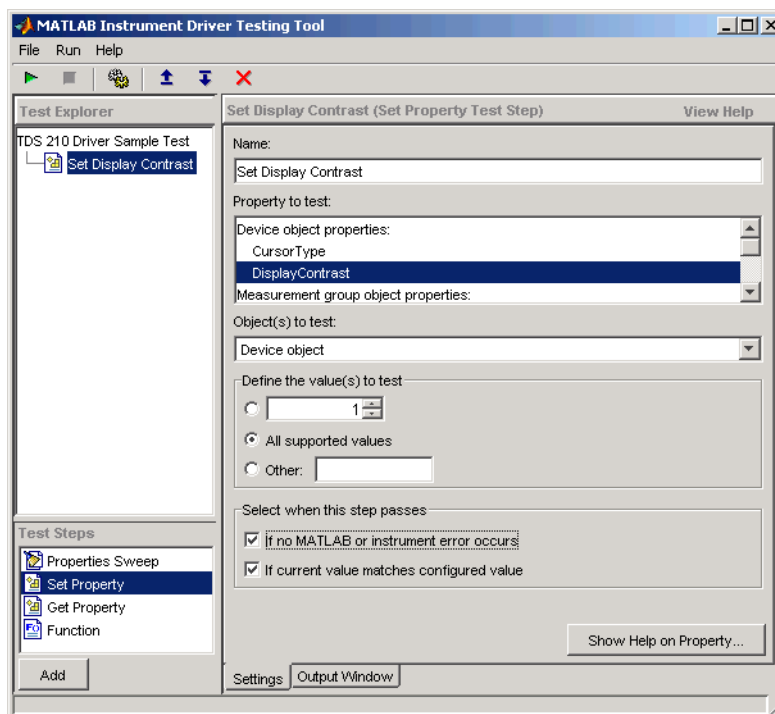 MATLAB Instrument Driver Testing Tool
File Run Help
Test Explorer
TDS 210 Driver Sample Test
Set Display Contrast
Test Steps
Properties Sweep
Set Property
Get Property
Function
Add
Set Display Contrast (Set Property Test Step) View Help
Name:
Set Display Contrast
Property to test:
Device object properties:
CursorType
DisplayContrast
Measurement group object properties:
Object(s) to test:
Device object
Define the value(s) to test
1
All supported values
Other:
Select when this step passes
If no MATLAB or instrument error occurs
If current value matches configured value
Show Help on Property...
Settings Output Window